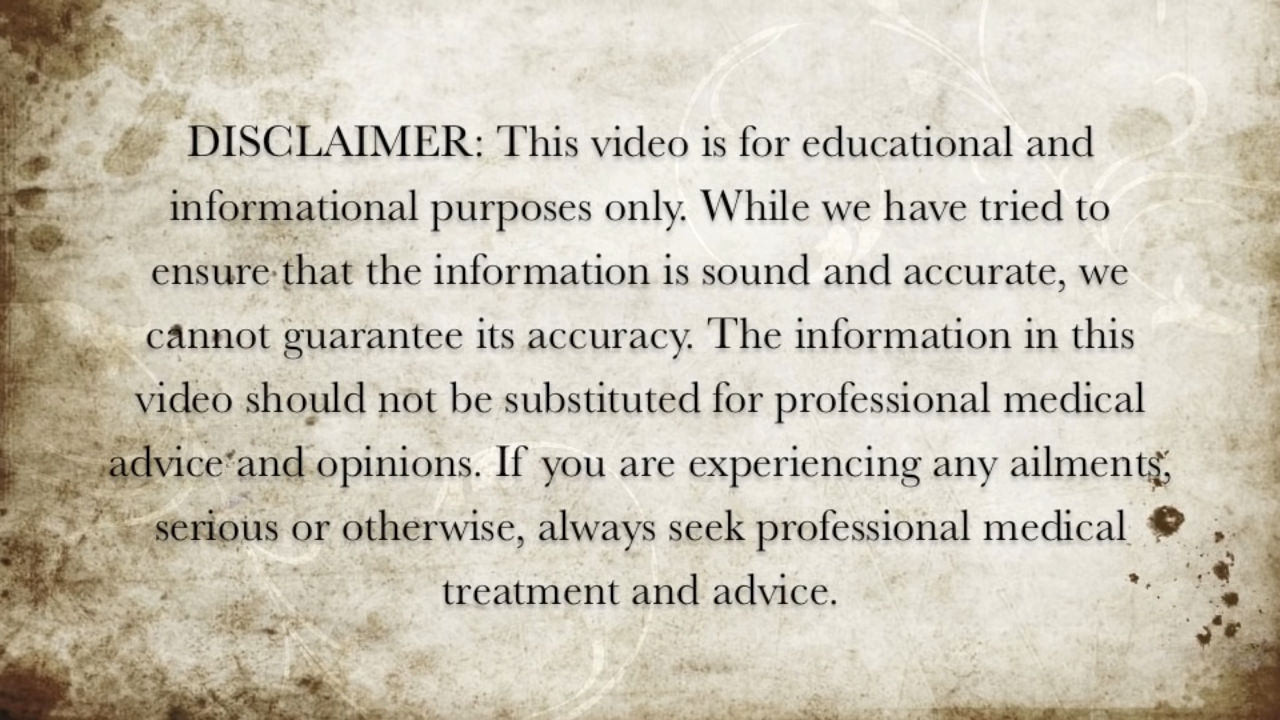 DISCLAIMER: This video is for educational and
informational purposes only. While we have tried to
ensure that the information is sound and accurate, we
cannot guarantee its accuracy. The information in this
video should not be substituted for professional medical
advice and opinions. If you are experiencing any ailments,
serious or otherwise, always seek professional medical
treatment and advice.